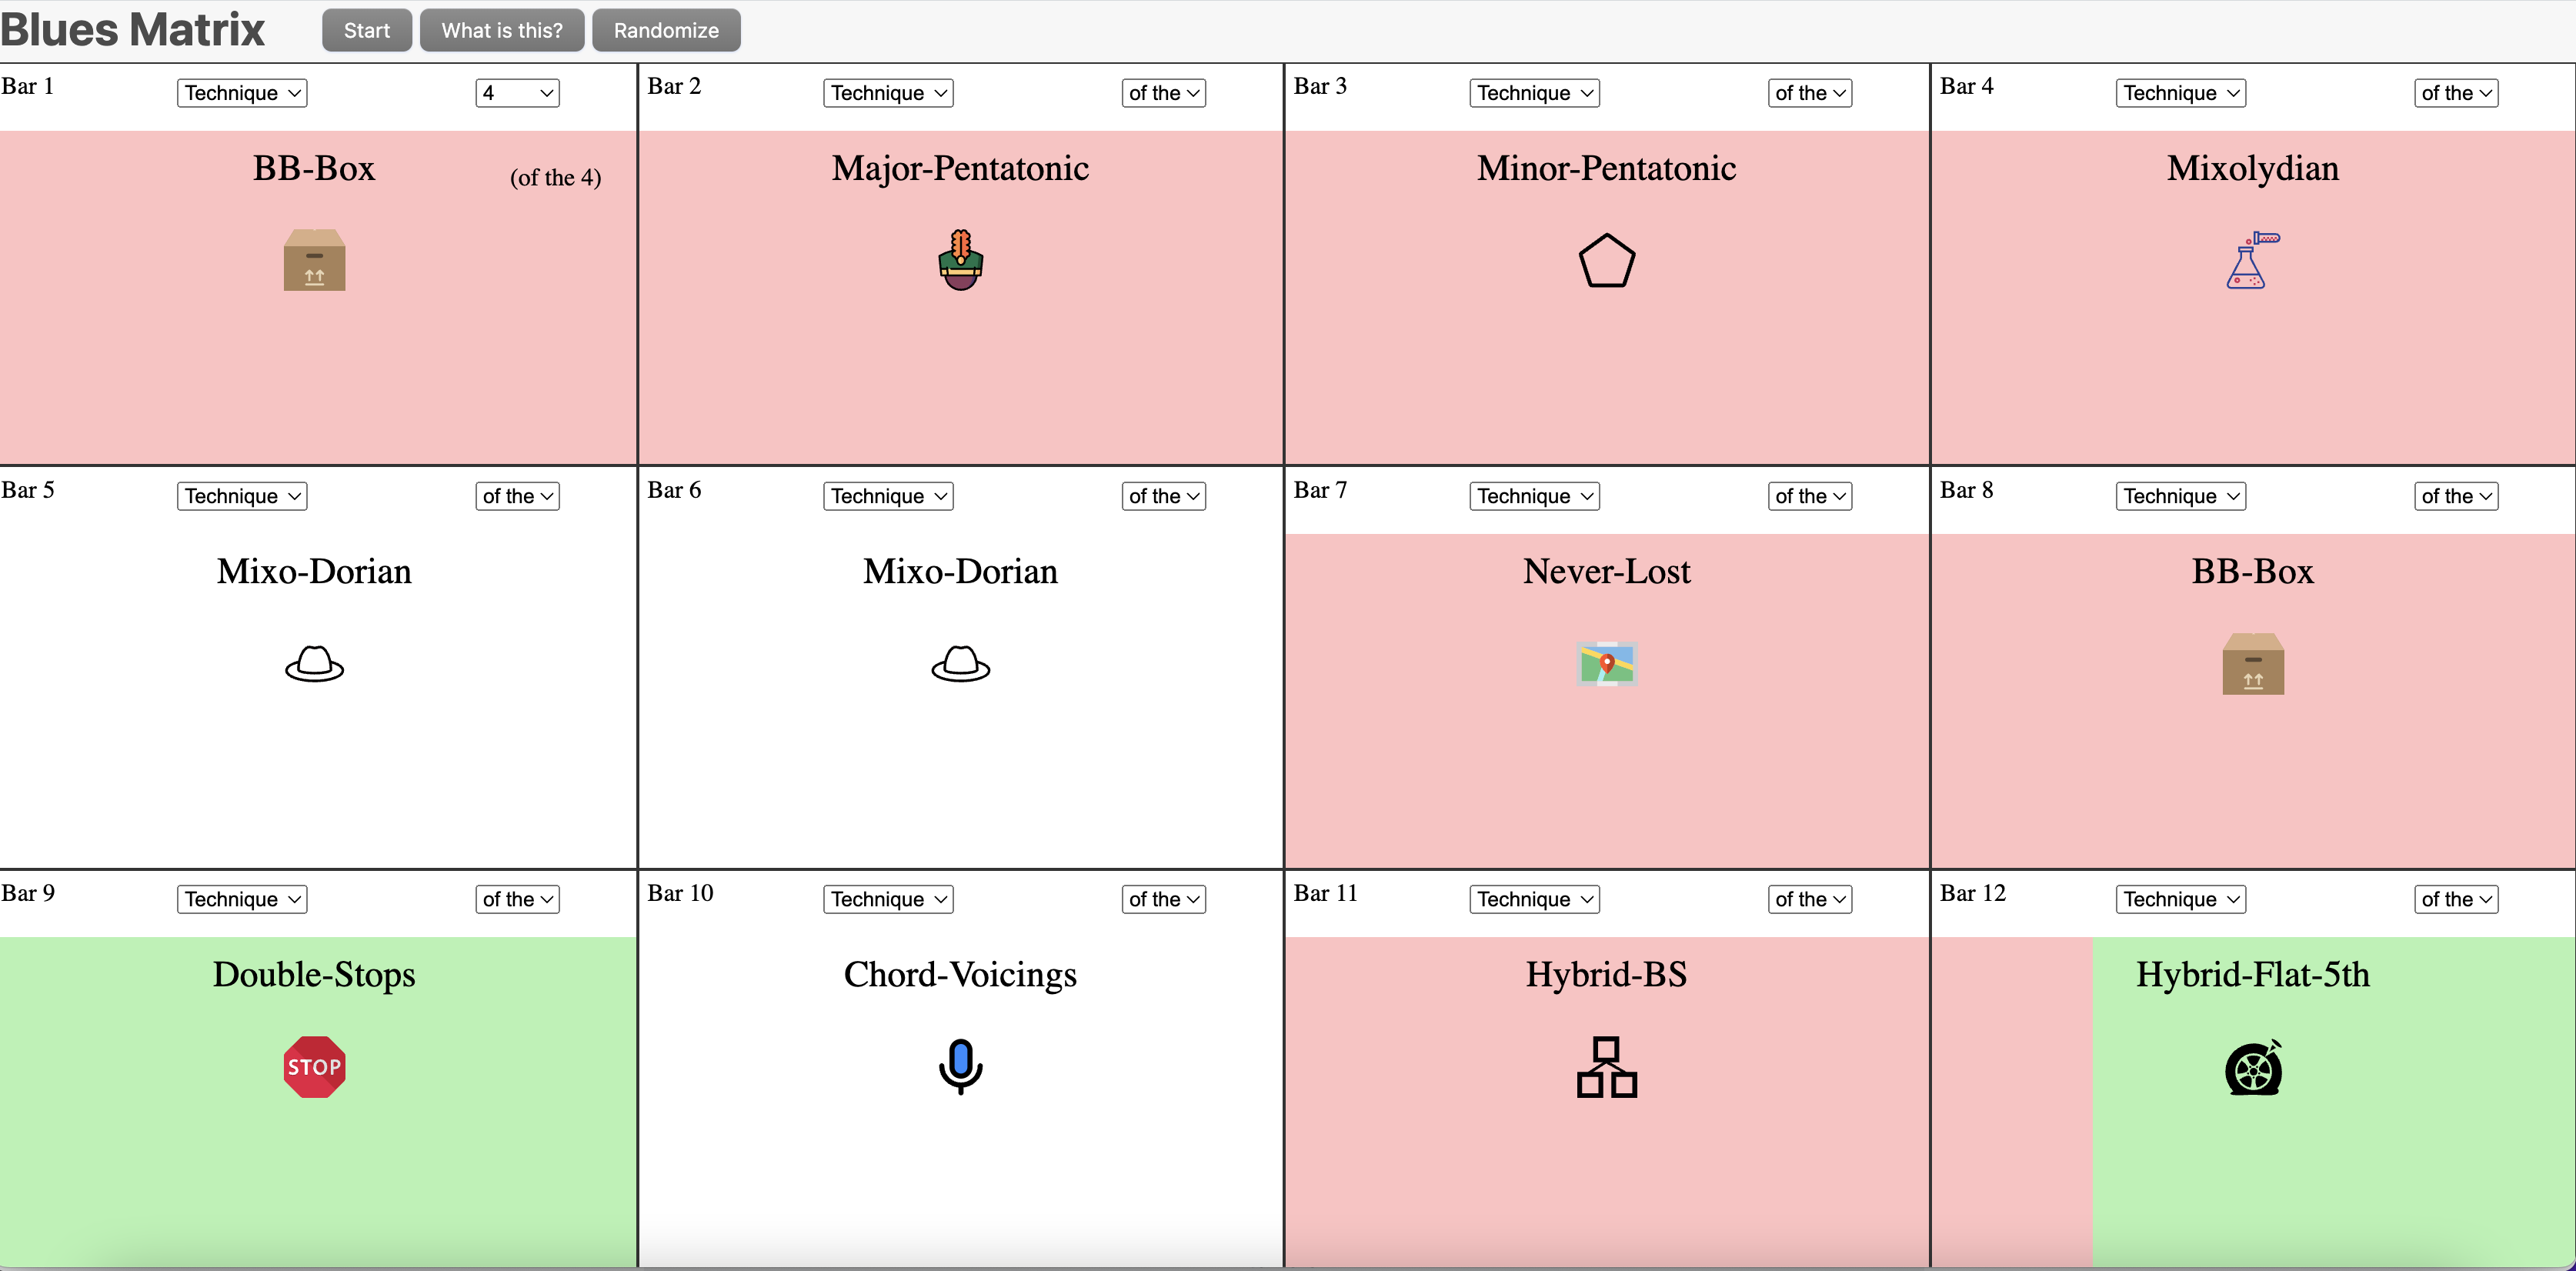 Blues Matrix Start What is this? Randomize
Bar 1 Technique 4 Bar 2 Technique of the Bar 3 Technique of the Bar 4 Technique of the
BB-Box (of the 4) Major-Pentatonic Minor-Pentatonic Mixolydian
Bar 5 Technique of the Bar 6 Technique of the Bar 7 Technique of the Bar 8 Technique of the
Mixo-Dorian Mixo-Dorian Never-Lost BB-Box
Bar 9 Technique of the Bar 10 Technique of the Bar 11 Technique of the Bar 12 Technique of the
Double-Stops Chord-Voicings Hybrid-BS Hybrid-Flat-5th
STOP